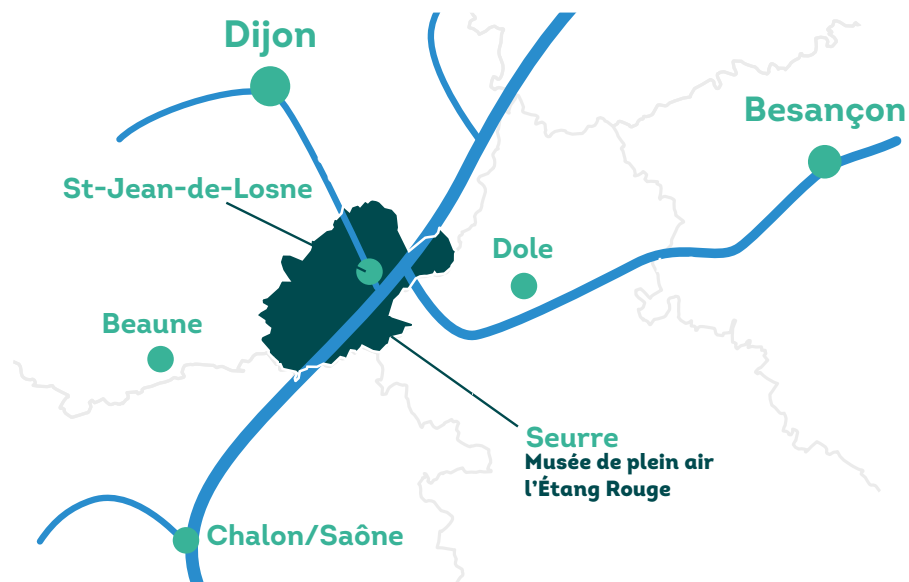 Dijon
Besançon
St-Jean-de-Losne
Dole
Beaune
Seurre
Musée de plein air
l'Étang Rouge
Chalon/Saône